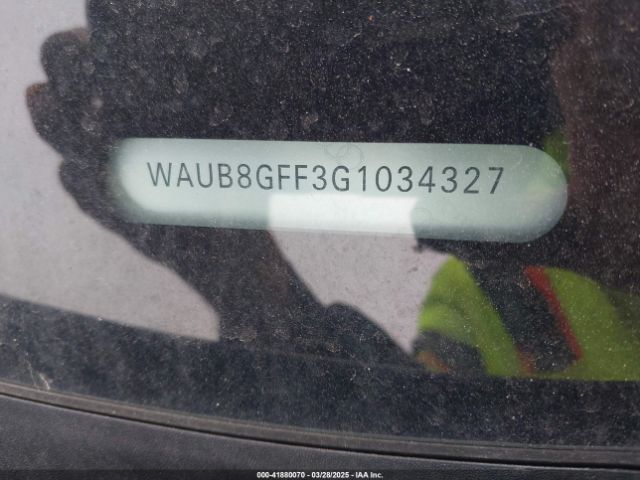 WAUB8GFF3G1034327
000-41880070 — 03/28/2025 — IAA Inc.